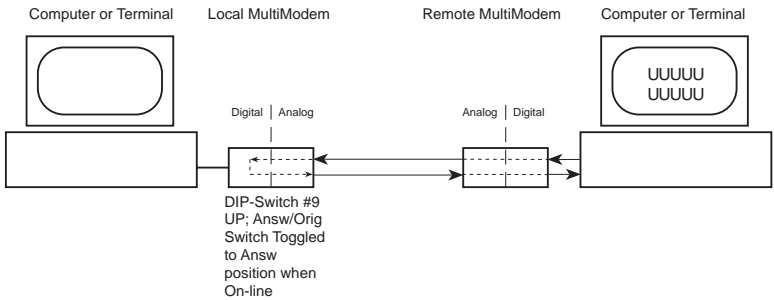 Computer or Terminal Local MultiModem Remote MultiModem Computer or Terminal
UUUUU
UUUUU
Digital Analog Analog Digital
DIP-Switch #9
UP; Answ/Orig
Switch Toggled
to Answ
position when
On-line